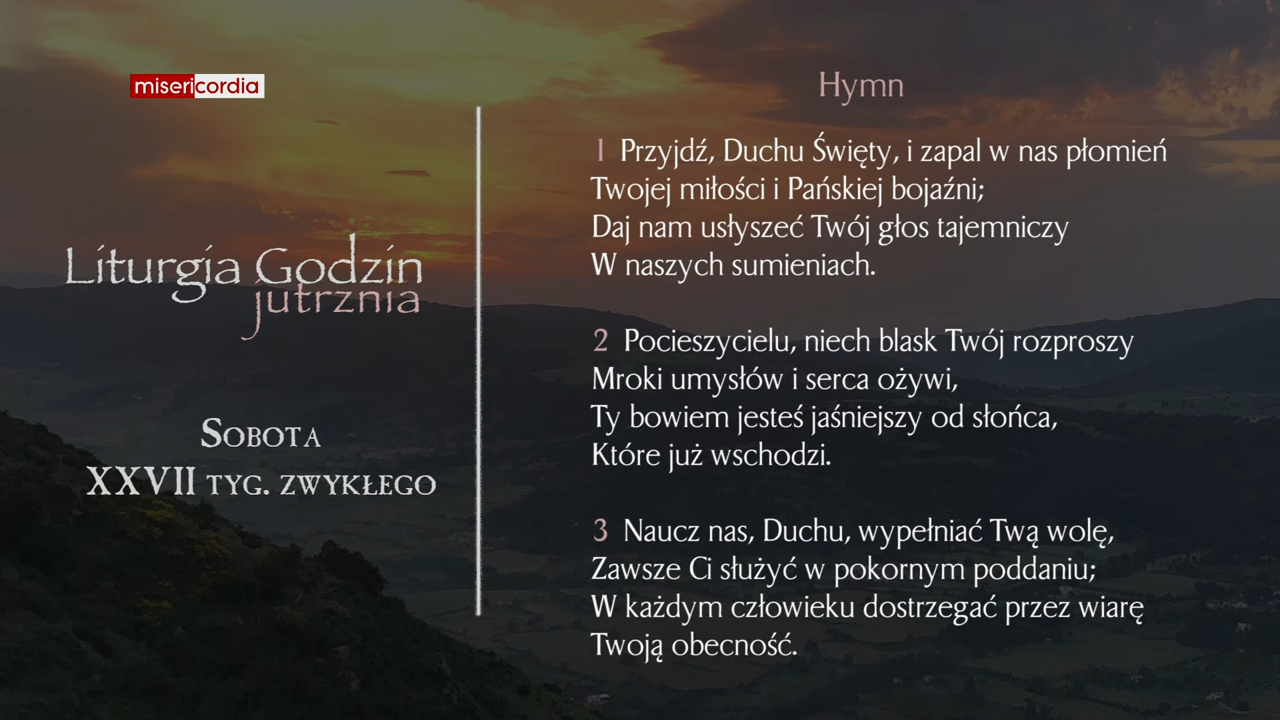 misericordia
Liturgia Godzin
jutrznia
Sobota
XXVII tyg. zwykłego
Hymn
1 Przyjdź, Duchu Święty, i zapal w nas płomień
Twojej miłości i Pańskiej bojaźni;
Daj nam usłyszeć Twój głos tajemniczy
W naszych sumieniach.
2 Pocieszycielu, niech blask Twój rozproszy
Mroki umysłów i serca ożywi,
Ty bowiem jesteś jaśniejszy od słońca,
Które już wschodzi.
3 Naucz nas, Duchu, wypełniać Twą wolę,
Zawsze Ci służyć w pokornym poddaniu;
W każdym człowieku dostrzegać przez wiarę
Twoją obecność.